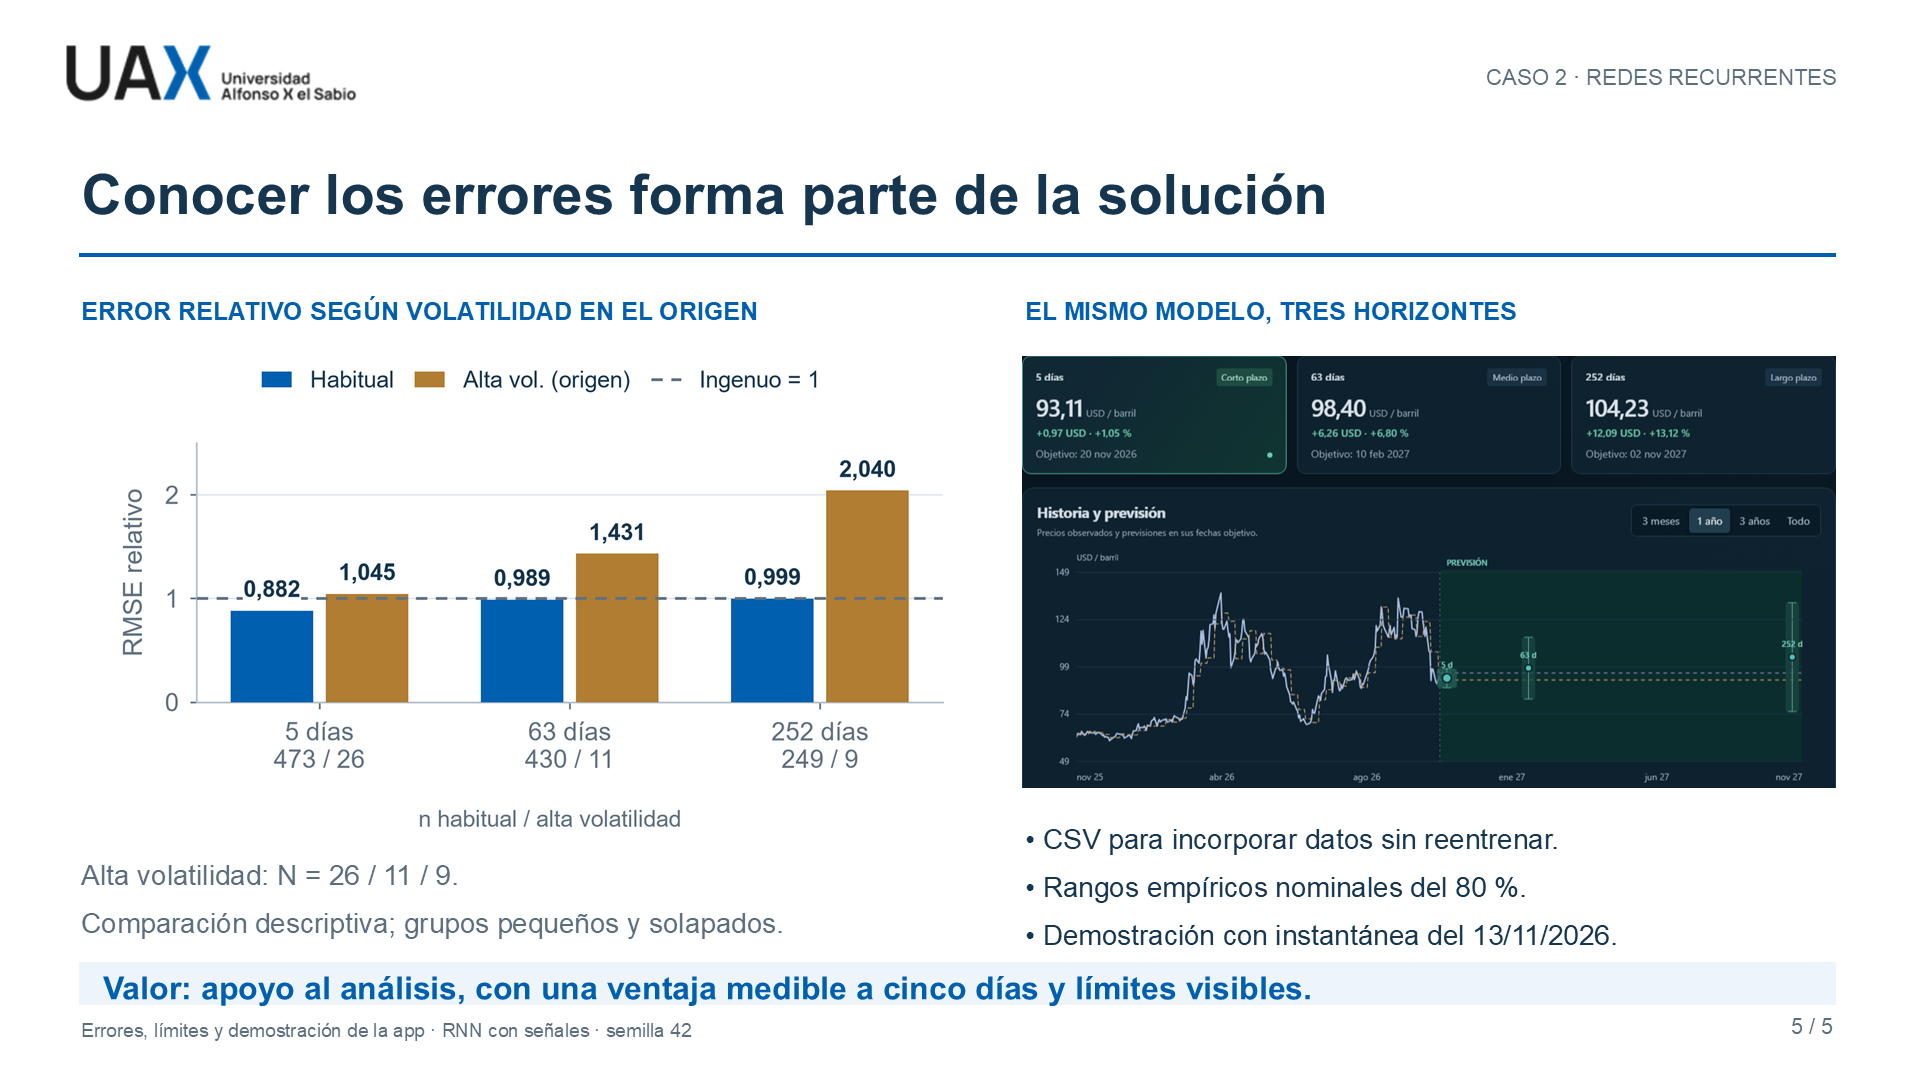 UAX Universidad
Alfonso X el Sabio
CASO 2 · REDES RECURRENTES
Conocer los errores forma parte de la solución
ERROR RELATIVO SEGÚN VOLATILIDAD EN EL ORIGEN
Habitual Alta vol. (origen) Ingenuo = 1
RMSE relativo
2
1
0
0,882
1,045
0,989
1,431
0,999
2,040
5 días
473 / 26
63 días
430 / 11
252 días
249 / 9
n habitual / alta volatilidad
Alta volatilidad: N = 26 / 11 / 9.
Comparación descriptiva; grupos pequeños y solapados.
EL MISMO MODELO, TRES HORIZONTES
5 días Corto plazo
93,11 USD / barril
+0,97 USD · +1,05 %
Objetivo: 20 nov 2026
63 días Medio plazo
98,40 USD / barril
+6,26 USD · +6,80 %
Objetivo: 10 feb 2027
252 días Largo plazo
104,23 USD / barril
+12,09 USD · +13,12 %
Objetivo: 02 nov 2027
Historia y previsión
Precios observados y previsiones en sus fechas objetivo.
3 meses 1 año 3 años Todo
USD / barril
PREVISIÓN
149
124
99
74
49
5 d
63 d
252 d
nov 25 abr 26 ago 26 ene 27 jun 27 nov 27
• CSV para incorporar datos sin reentrenar.
• Rangos empíricos nominales del 80 %.
• Demostración con instantánea del 13/11/2026.
Valor: apoyo al análisis, con una ventaja medible a cinco días y límites visibles.
Errores, límites y demostración de la app · RNN con señales · semilla 42
5 / 5